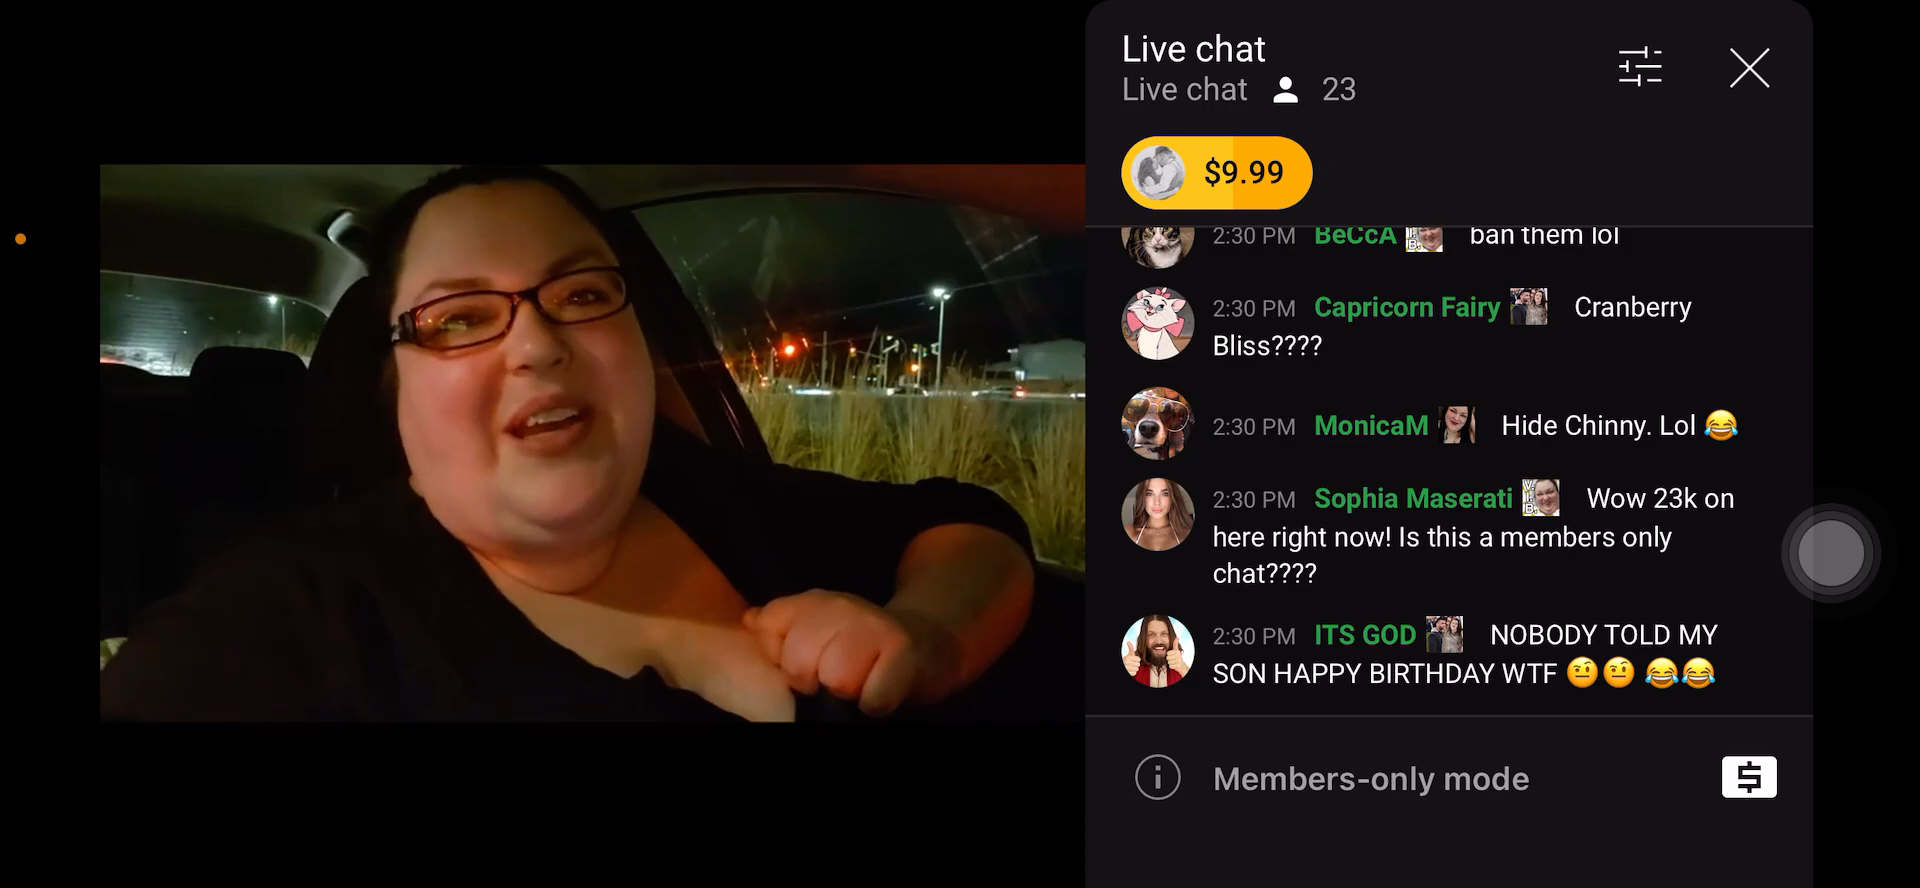 Live chat
Live chat 23
$9.99
2:30 PM BeCcA ban them lol
2:30 PM Capricorn Fairy Cranberry
Bliss????
2:30 PM MonicaM Hide Chinny. Lol 😂
2:30 PM Sophia Maserati Wow 23k on
here right now! Is this a members only
chat????
2:30 PM ITS GOD NOBODY TOLD MY
SON HAPPY BIRTHDAY WTF 🤨🤨 😂😂
Members-only mode